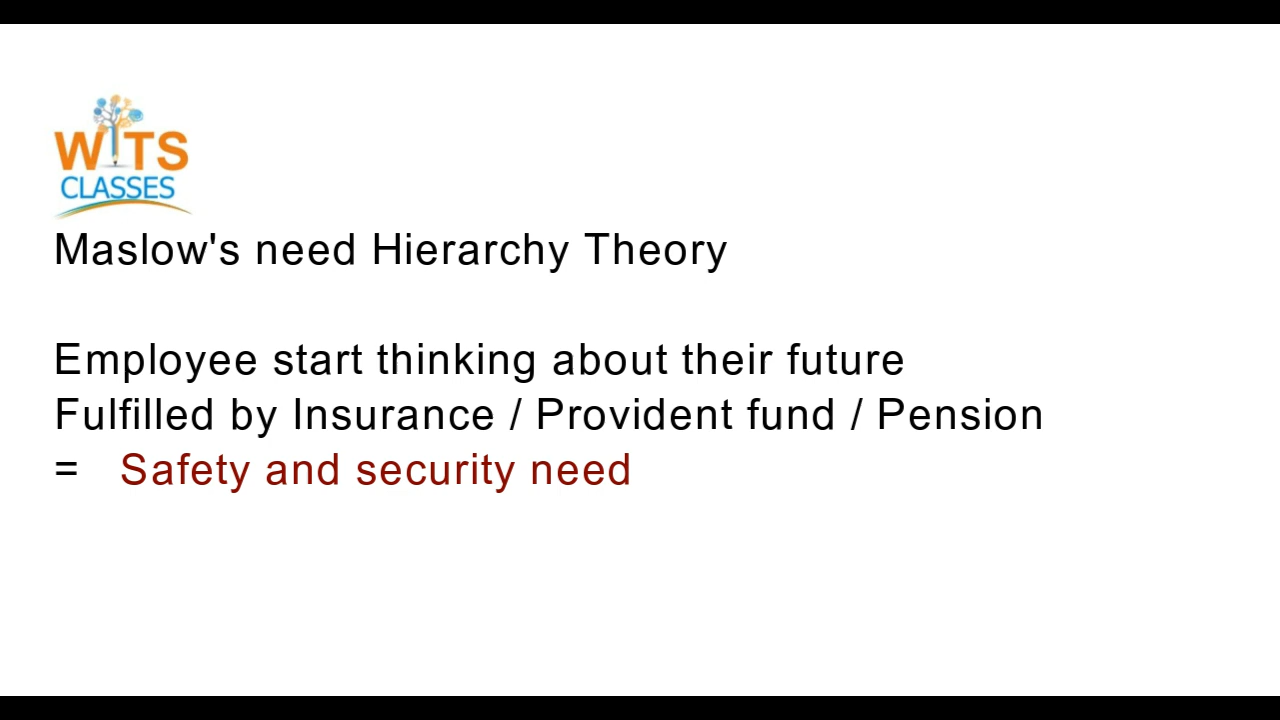 WITS
CLASSES
Maslow's need Hierarchy Theory
Employee start thinking about their future
Fulfilled by Insurance / Provident fund / Pension
= Safety and security need